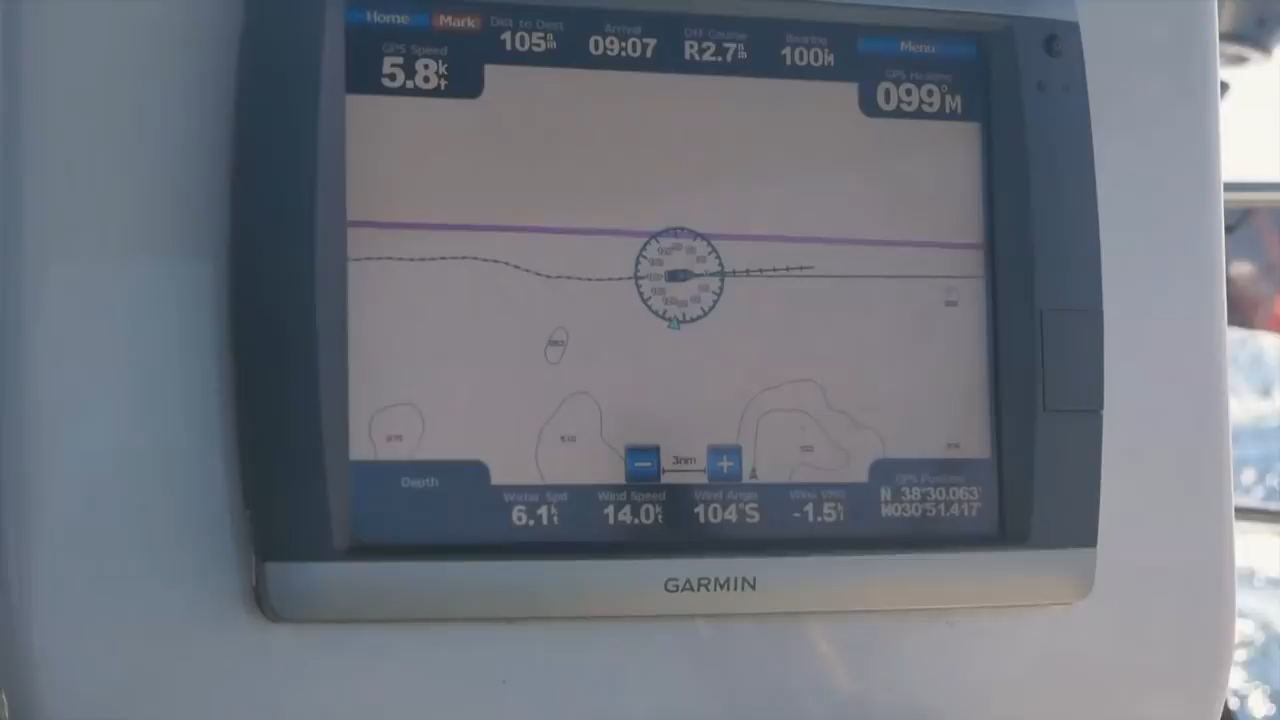 Home Mark Dist to Dest Arrival Off Course Bearing Menu
GPS Speed 105nm 09:07 R2.7nm 100°M GPS Heading
5.8kt 099°M
3nm
Depth Water Spd Wind Speed Wind Angle Wind VMG GPS Position
6.1kt 14.0kt 104°S -1.5kt N 38°30.063'
W030°51.417'
GARMIN